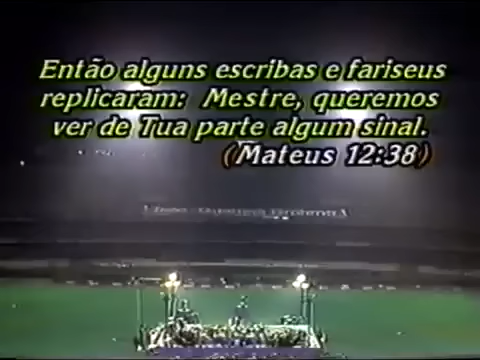 Então alguns escribas e fariseus
replicaram: Mestre, queremos
ver de Tua parte algum sinal.
(Mateus 12:38)